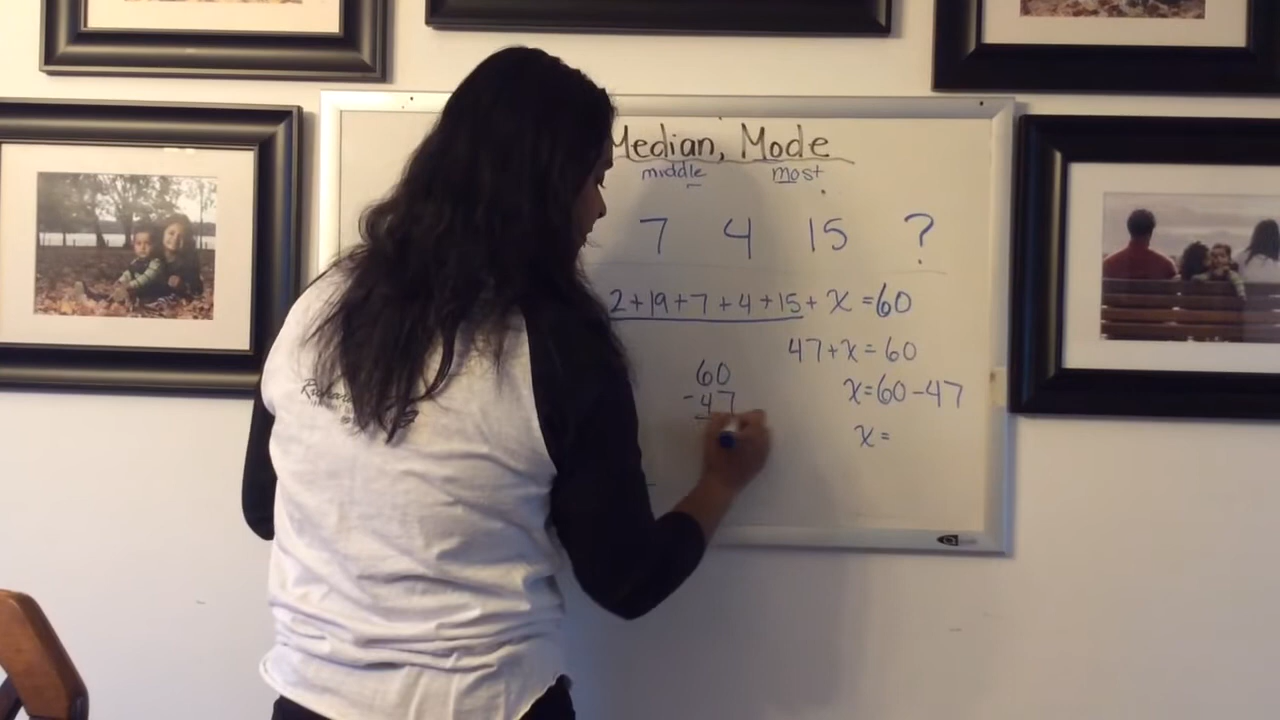 Median, Mode
middle most
7 4 15 ?
2+19+7+4+15+x=60
47+x=60
60
-47
x=60-47
x=